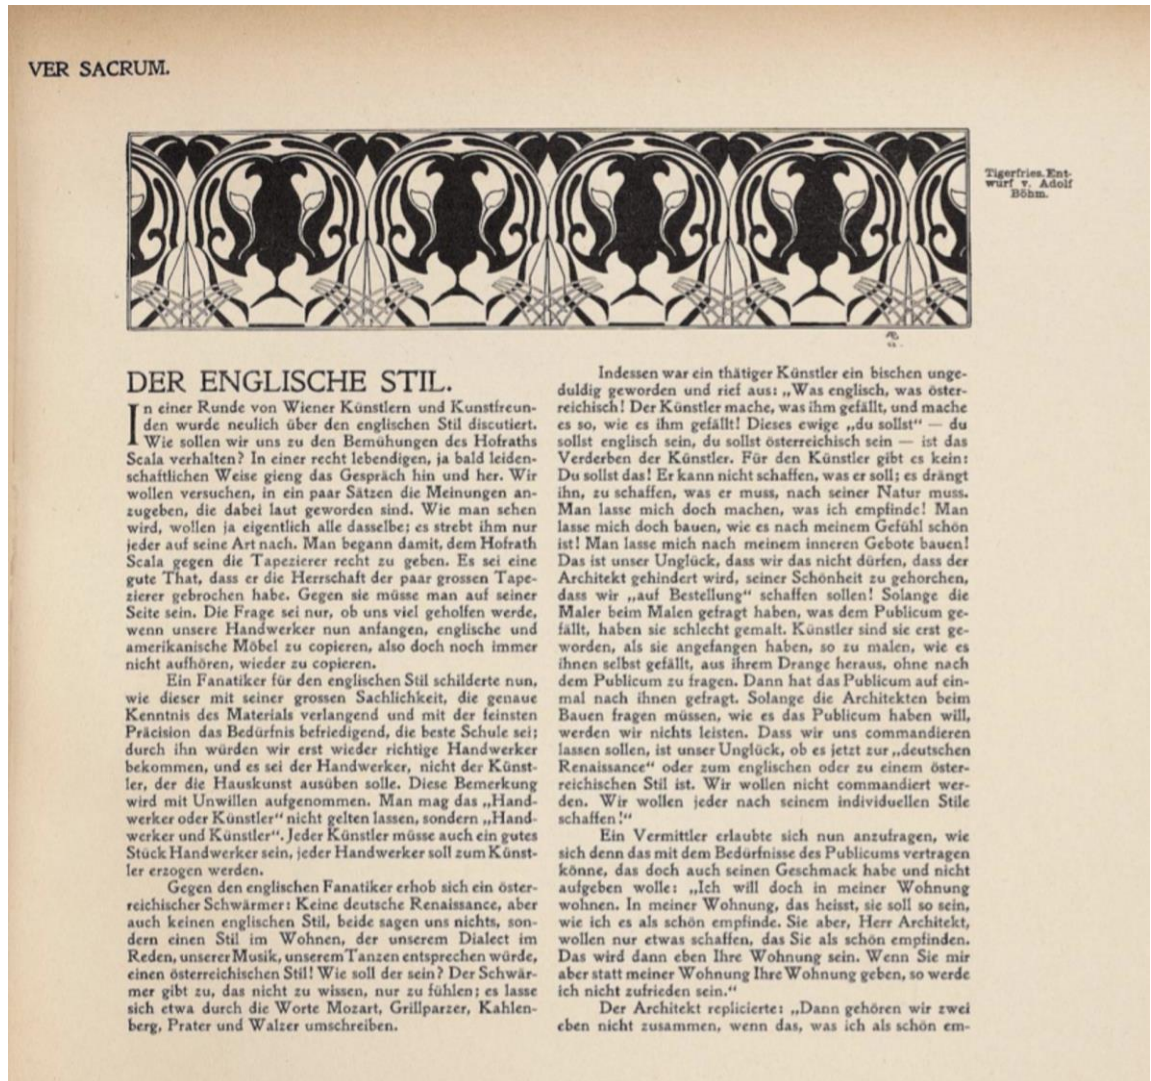 VER SACRUM.
Tigerfries. Ent-
wurf v. Adolf
Böhm.
DER ENGLISCHE STIL.
In einer Runde von Wiener Künstlern und Kunstfreun-
den wurde neulich über den englischen Stil discutiert.
Wie sollen wir uns zu den Bemühungen des Hofraths
Scala verhalten? In einer recht lebendigen, ja bald leiden-
schaftlichen Weise gieng das Gespräch hin und her. Wir
wollen versuchen, in ein paar Sätzen die Meinungen an-
zugeben, die dabei laut geworden sind. Wie man sehen
wird, wollen ja eigentlich alle dasselbe; es strebt ihm nur
jeder auf seine Art nach. Man begann damit, dem Hofrath
Scala gegen die Tapezierer recht zu geben. Es sei eine
gute That, dass er die Herrschaft der paar grossen Tape-
zierer gebrochen habe. Gegen sie müsse man auf seiner
Seite sein. Die Frage sei nur, ob uns viel geholfen werde,
wenn unsere Handwerker nun anfangen, englische und
amerikanische Möbel zu copieren, also doch noch immer
nicht aufhören, wieder zu copieren.
Ein Fanatiker für den englischen Stil schilderte nun,
wie dieser mit seiner grossen Sachlichkeit, die genaue
Kenntnis des Materials verlangend und mit der feinsten
Präcision das Bedürfnis befriedigend, die beste Schule sei;
durch ihn würden wir erst wieder richtige Handwerker
bekommen, und es sei der Handwerker, nicht der Künst-
ler, der die Hauskunst ausüben solle. Diese Bemerkung
wird mit Unwillen aufgenommen. Man mag das „Hand-
werker oder Künstler“ nicht gelten lassen, sondern „Hand-
werker und Künstler“. Jeder Künstler müsse auch ein gutes
Stück Handwerker sein, jeder Handwerker soll zum Künst-
ler erzogen werden.
Gegen den englischen Fanatiker erhob sich ein öster-
reichischer Schwärmer: Keine deutsche Renaissance, aber
auch keinen englischen Stil, beide sagen uns nichts, son-
dern einen Stil im Wohnen, der unserem Dialect im
Reden, unserer Musik, unserem Tanzen entsprechen würde,
einen österreichischen Stil! Wie soll der sein? Der Schwär-
mer gibt zu, das nicht zu wissen, nur zu fühlen; es lasse
sich etwa durch die Worte Mozart, Grillparzer, Kahlen-
berg, Prater und Walzer umschreiben.
Indessen war ein thätiger Künstler ein bischen unge-
duldig geworden und rief aus: „Was englisch, was öster-
reichisch! Der Künstler mache, was ihm gefällt, und mache
es so, wie es ihm gefällt! Dieses ewige „du sollst“ — du
sollst englisch sein, du sollst österreichisch sein — ist das
Verderben der Künstler. Für den Künstler gibt es kein:
Du sollst das! Er kann nicht schaffen, was er soll; es drängt
ihn, zu schaffen, was er muss, nach seiner Natur muss.
Man lasse mich doch machen, was ich empfinde! Man
lasse mich doch bauen, wie es nach meinem Gefühl schön
ist! Man lasse mich nach meinem inneren Gebote bauen!
Das ist unser Unglück, dass wir das nicht dürfen, dass der
Architekt gehindert wird, seiner Schönheit zu gehorchen,
dass wir „auf Bestellung“ schaffen sollen! Solange die
Maler beim Malen gefragt haben, was dem Publicum ge-
fällt, haben sie schlecht gemalt. Künstler sind sie erst ge-
worden, als sie angefangen haben, so zu malen, wie es
ihnen selbst gefällt, aus ihrem Drange heraus, ohne nach
dem Publicum zu fragen. Dann hat das Publicum auf ein-
mal nach ihnen gefragt. Solange die Architekten beim
Bauen fragen müssen, wie es das Publicum haben will,
werden wir nichts leisten. Dass wir uns commandieren
lassen sollen, ist unser Unglück, ob es jetzt zur „deutschen
Renaissance“ oder zum englischen oder zu einem öster-
reichischen Stil ist. Wir wollen nicht commandiert wer-
den. Wir wollen jeder nach seinem individuellen Stile
schaffen!“
Ein Vermittler erlaubte sich nun anzufragen, wie
sich denn das mit dem Bedürfnisse des Publicums vertragen
könne, das doch auch seinen Geschmack habe und nicht
aufgeben wolle: „Ich will doch in meiner Wohnung
wohnen. In meiner Wohnung, das heisst, sie soll so sein,
wie ich es als schön empfinde. Sie aber, Herr Architekt,
wollen nur etwas schaffen, das Sie als schön empfinden.
Das wird dann eben Ihre Wohnung sein. Wenn Sie mir
aber statt meiner Wohnung Ihre Wohnung geben, so werde
ich nicht zufrieden sein.“
Der Architekt replicierte: „Dann gehören wir zwei
eben nicht zusammen, wenn das, was ich als schön em-